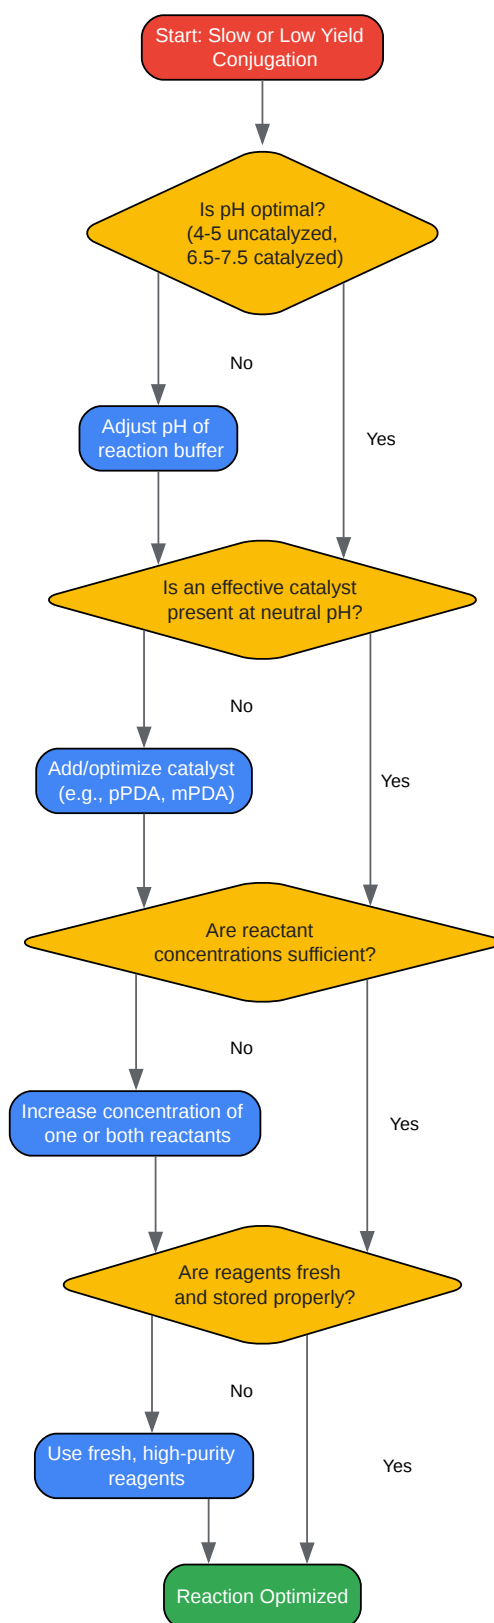 Start: Slow or Low Yield
Conjugation
Is pH optimal?
(4-5 uncatalyzed,
6.5-7.5 catalyzed)
No
Adjust pH of
reaction buffer
Yes
Is an effective catalyst
present at neutral pH?
No
Add/optimize catalyst
(e.g., pPDA, mPDA)
Yes
Are reactant
concentrations sufficient?
No
Increase concentration of
one or both reactants
Yes
Are reagents fresh
and stored properly?
No
Use fresh, high-purity
reagents
Yes
Reaction Optimized